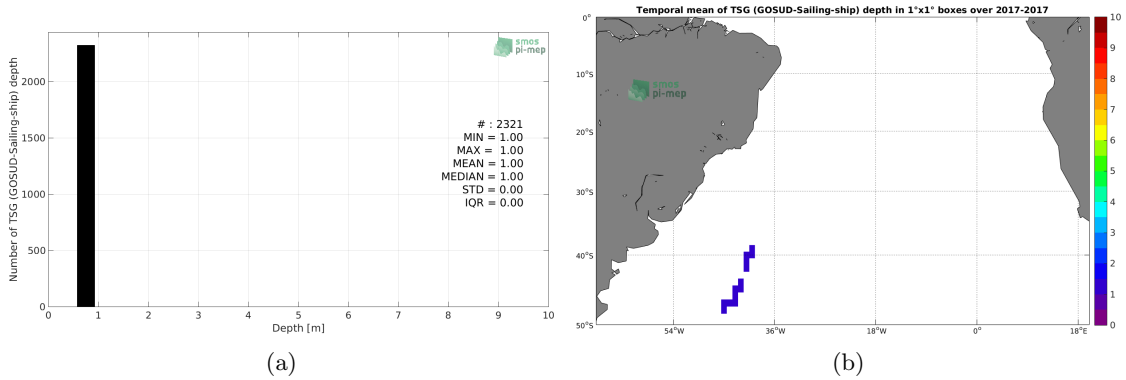 Number of TSG (GOSUD-Sailing-ship) depth
2000
1500
1000
500
0
smos
pi-mep
# : 2321
MIN = 1.00
MAX = 1.00
MEAN = 1.00
MEDIAN = 1.00
STD = 0.00
IQR = 0.00
0 1 2 3 4 5 6 7 8 9 10
Depth [m]
(a)
Temporal mean of TSG (GOSUD-Sailing-ship) depth in 1°x1° boxes over 2017-2017
0°
10°S
20°S
30°S
40°S
50°S
smos
pi-mep
54°W 36°W 18°W 0° 18°E
10
9
8
7
6
5
4
3
2
1
0
(b)